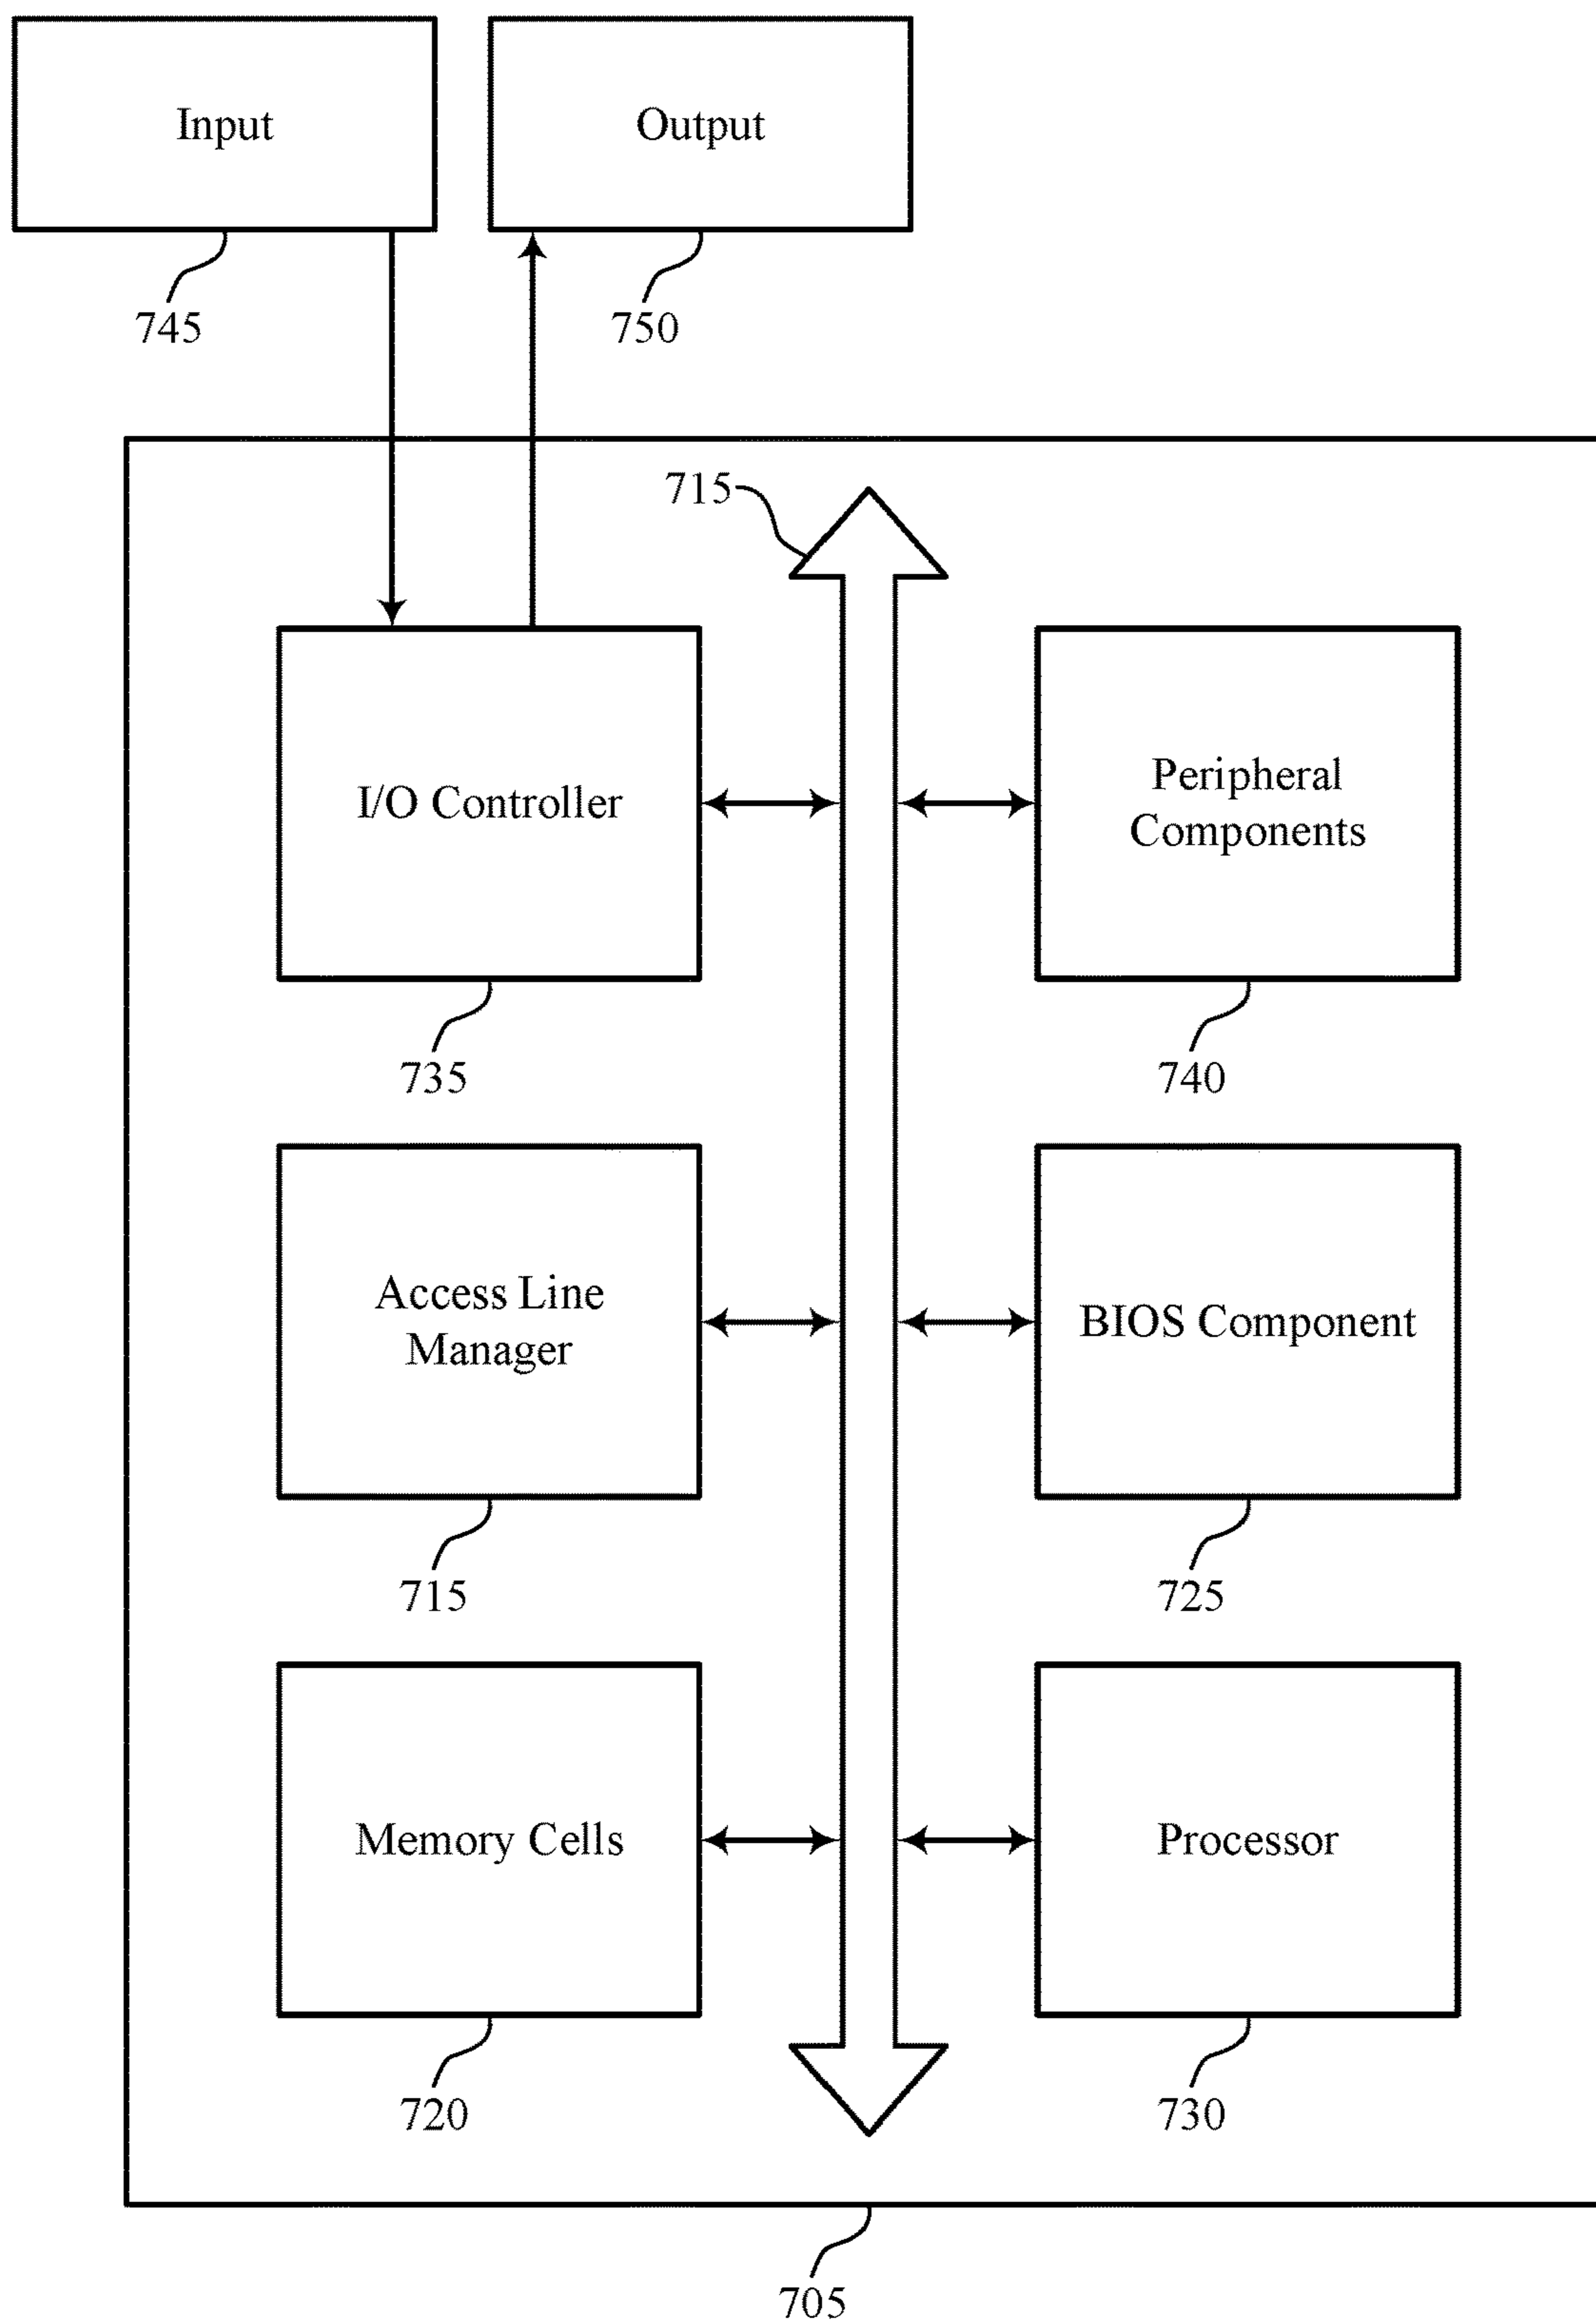 Input
Output
745
750
715
I/O Controller
Peripheral
Components
735
740
Access Line
Manager
BIOS Component
715
725
Memory Cells
Processor
720
730
705